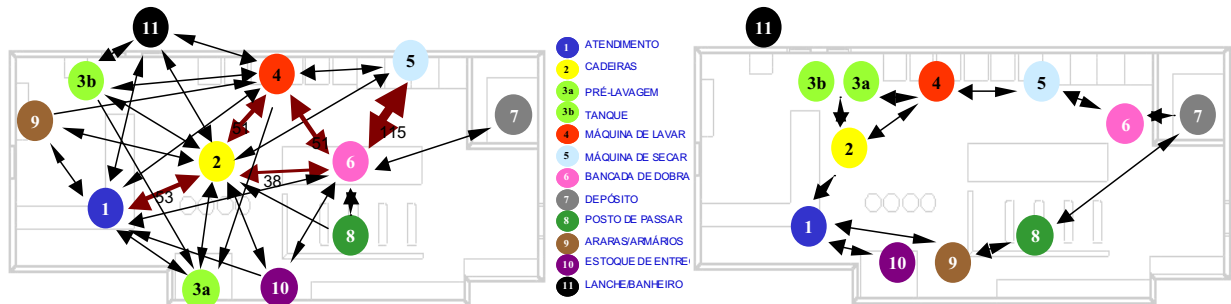 11
3b
4
5
9
7
51
51
115
2
6
38
53
1
8
3a
10
1 ATENDIMENTO
2 CADEIRAS
3a PRÉ-LAVAGEM
3b TANQUE
4 MÁQUINA DE LAVAR
5 MÁQUINA DE SECAR
6 BANCADA DE DOBRA
7 DEPÓSITO
8 POSTO DE PASSAR
9 ARARAS/ARMÁRIOS
10 ESTOQUE DE ENTREG
11 LANCHE/BANHEIRO
11
3b 3a 4 5
6 7
2
1
8
10 9